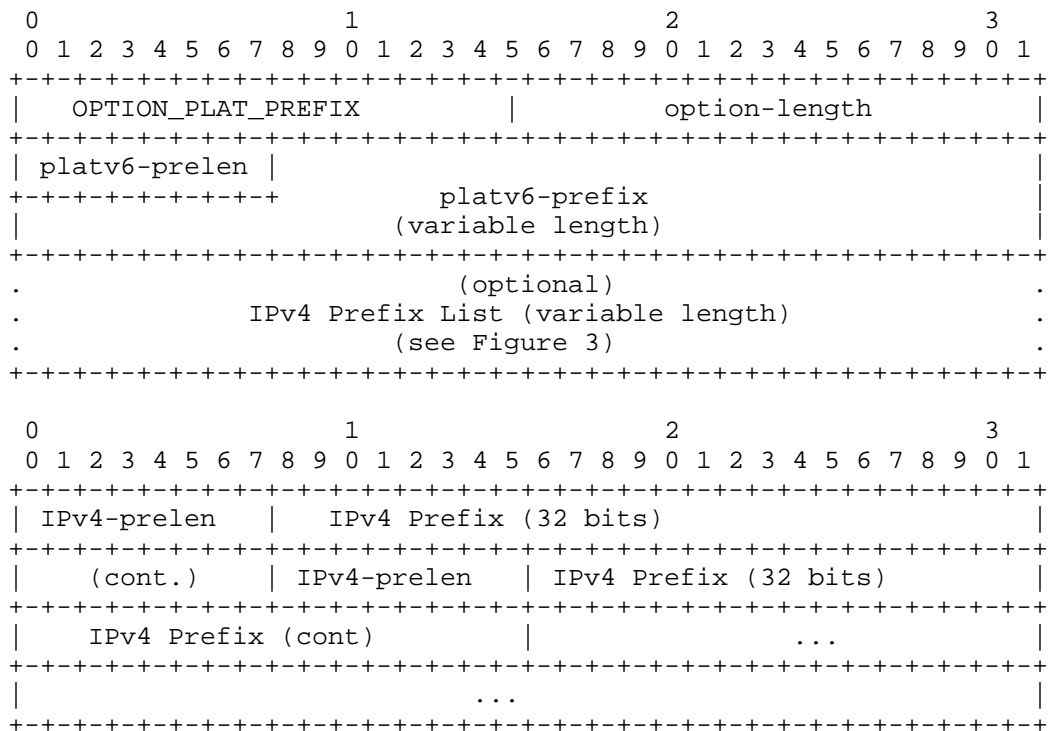 0                   1                   2                   3
 0 1 2 3 4 5 6 7 8 9 0 1 2 3 4 5 6 7 8 9 0 1 2 3 4 5 6 7 8 9 0 1
+-+-+-+-+-+-+-+-+-+-+-+-+-+-+-+-+-+-+-+-+-+-+-+-+-+-+-+-+-+-+-+-+
|   OPTION_PLAT_PREFIX         |         option-length          |
+-+-+-+-+-+-+-+-+-+-+-+-+-+-+-+-+-+-+-+-+-+-+-+-+-+-+-+-+-+-+-+-+
| platv6-prelen |                                               |
+-+-+-+-+-+-+-+-+          platv6-prefix                        |
|                       (variable length)                       |
+-+-+-+-+-+-+-+-+-+-+-+-+-+-+-+-+-+-+-+-+-+-+-+-+-+-+-+-+-+-+-+-+
.                           (optional)                          .
.              IPv4 Prefix List (variable length)               .
.                       (see Figure 3)                          .
+-+-+-+-+-+-+-+-+-+-+-+-+-+-+-+-+-+-+-+-+-+-+-+-+-+-+-+-+-+-+-+-+
 0                   1                   2                   3
 0 1 2 3 4 5 6 7 8 9 0 1 2 3 4 5 6 7 8 9 0 1 2 3 4 5 6 7 8 9 0 1
+-+-+-+-+-+-+-+-+-+-+-+-+-+-+-+-+-+-+-+-+-+-+-+-+-+-+-+-+-+-+-+-+
| IPv4-prelen   |   IPv4 Prefix (32 bits)                       |
+-+-+-+-+-+-+-+-+-+-+-+-+-+-+-+-+-+-+-+-+-+-+-+-+-+-+-+-+-+-+-+-+
|    (cont.)    | IPv4-prelen   | IPv4 Prefix (32 bits)         |
+-+-+-+-+-+-+-+-+-+-+-+-+-+-+-+-+-+-+-+-+-+-+-+-+-+-+-+-+-+-+-+-+
|    IPv4 Prefix (cont)         |                ...            |
+-+-+-+-+-+-+-+-+-+-+-+-+-+-+-+-+-+-+-+-+-+-+-+-+-+-+-+-+-+-+-+-+
|                            ...                                |
+-+-+-+-+-+-+-+-+-+-+-+-+-+-+-+-+-+-+-+-+-+-+-+-+-+-+-+-+-+-+-+-+